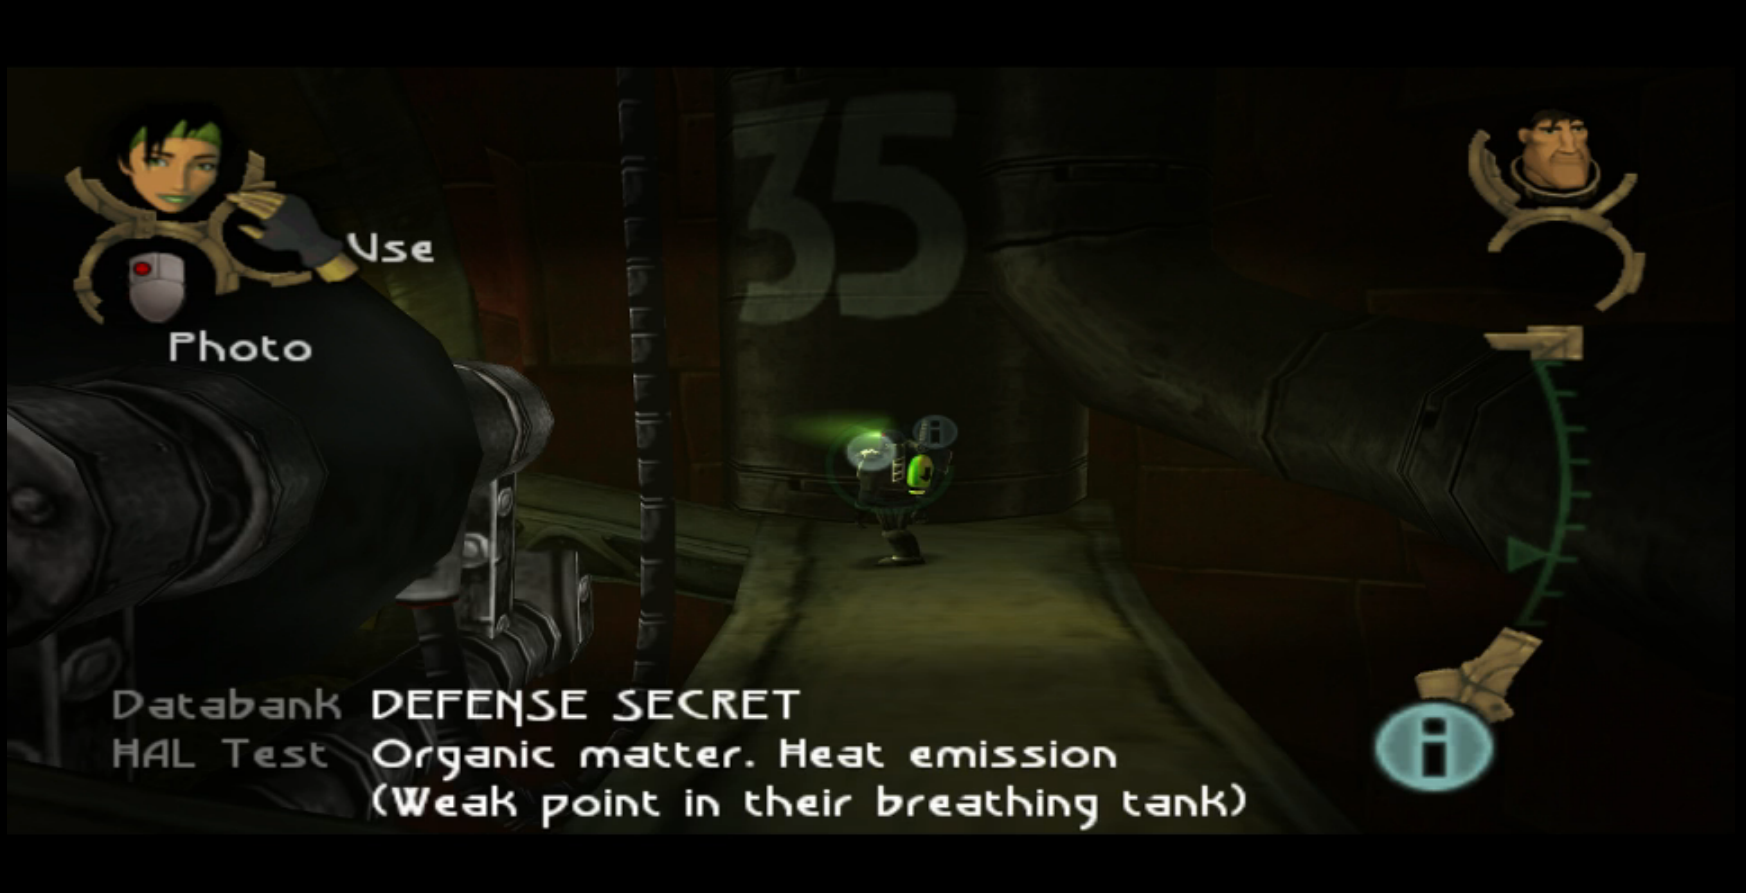 35
Use
Photo
Databank DEFENSE SECRET
HAL Test Organic matter. Heat emission
(Weak point in their breathing tank)
i
i